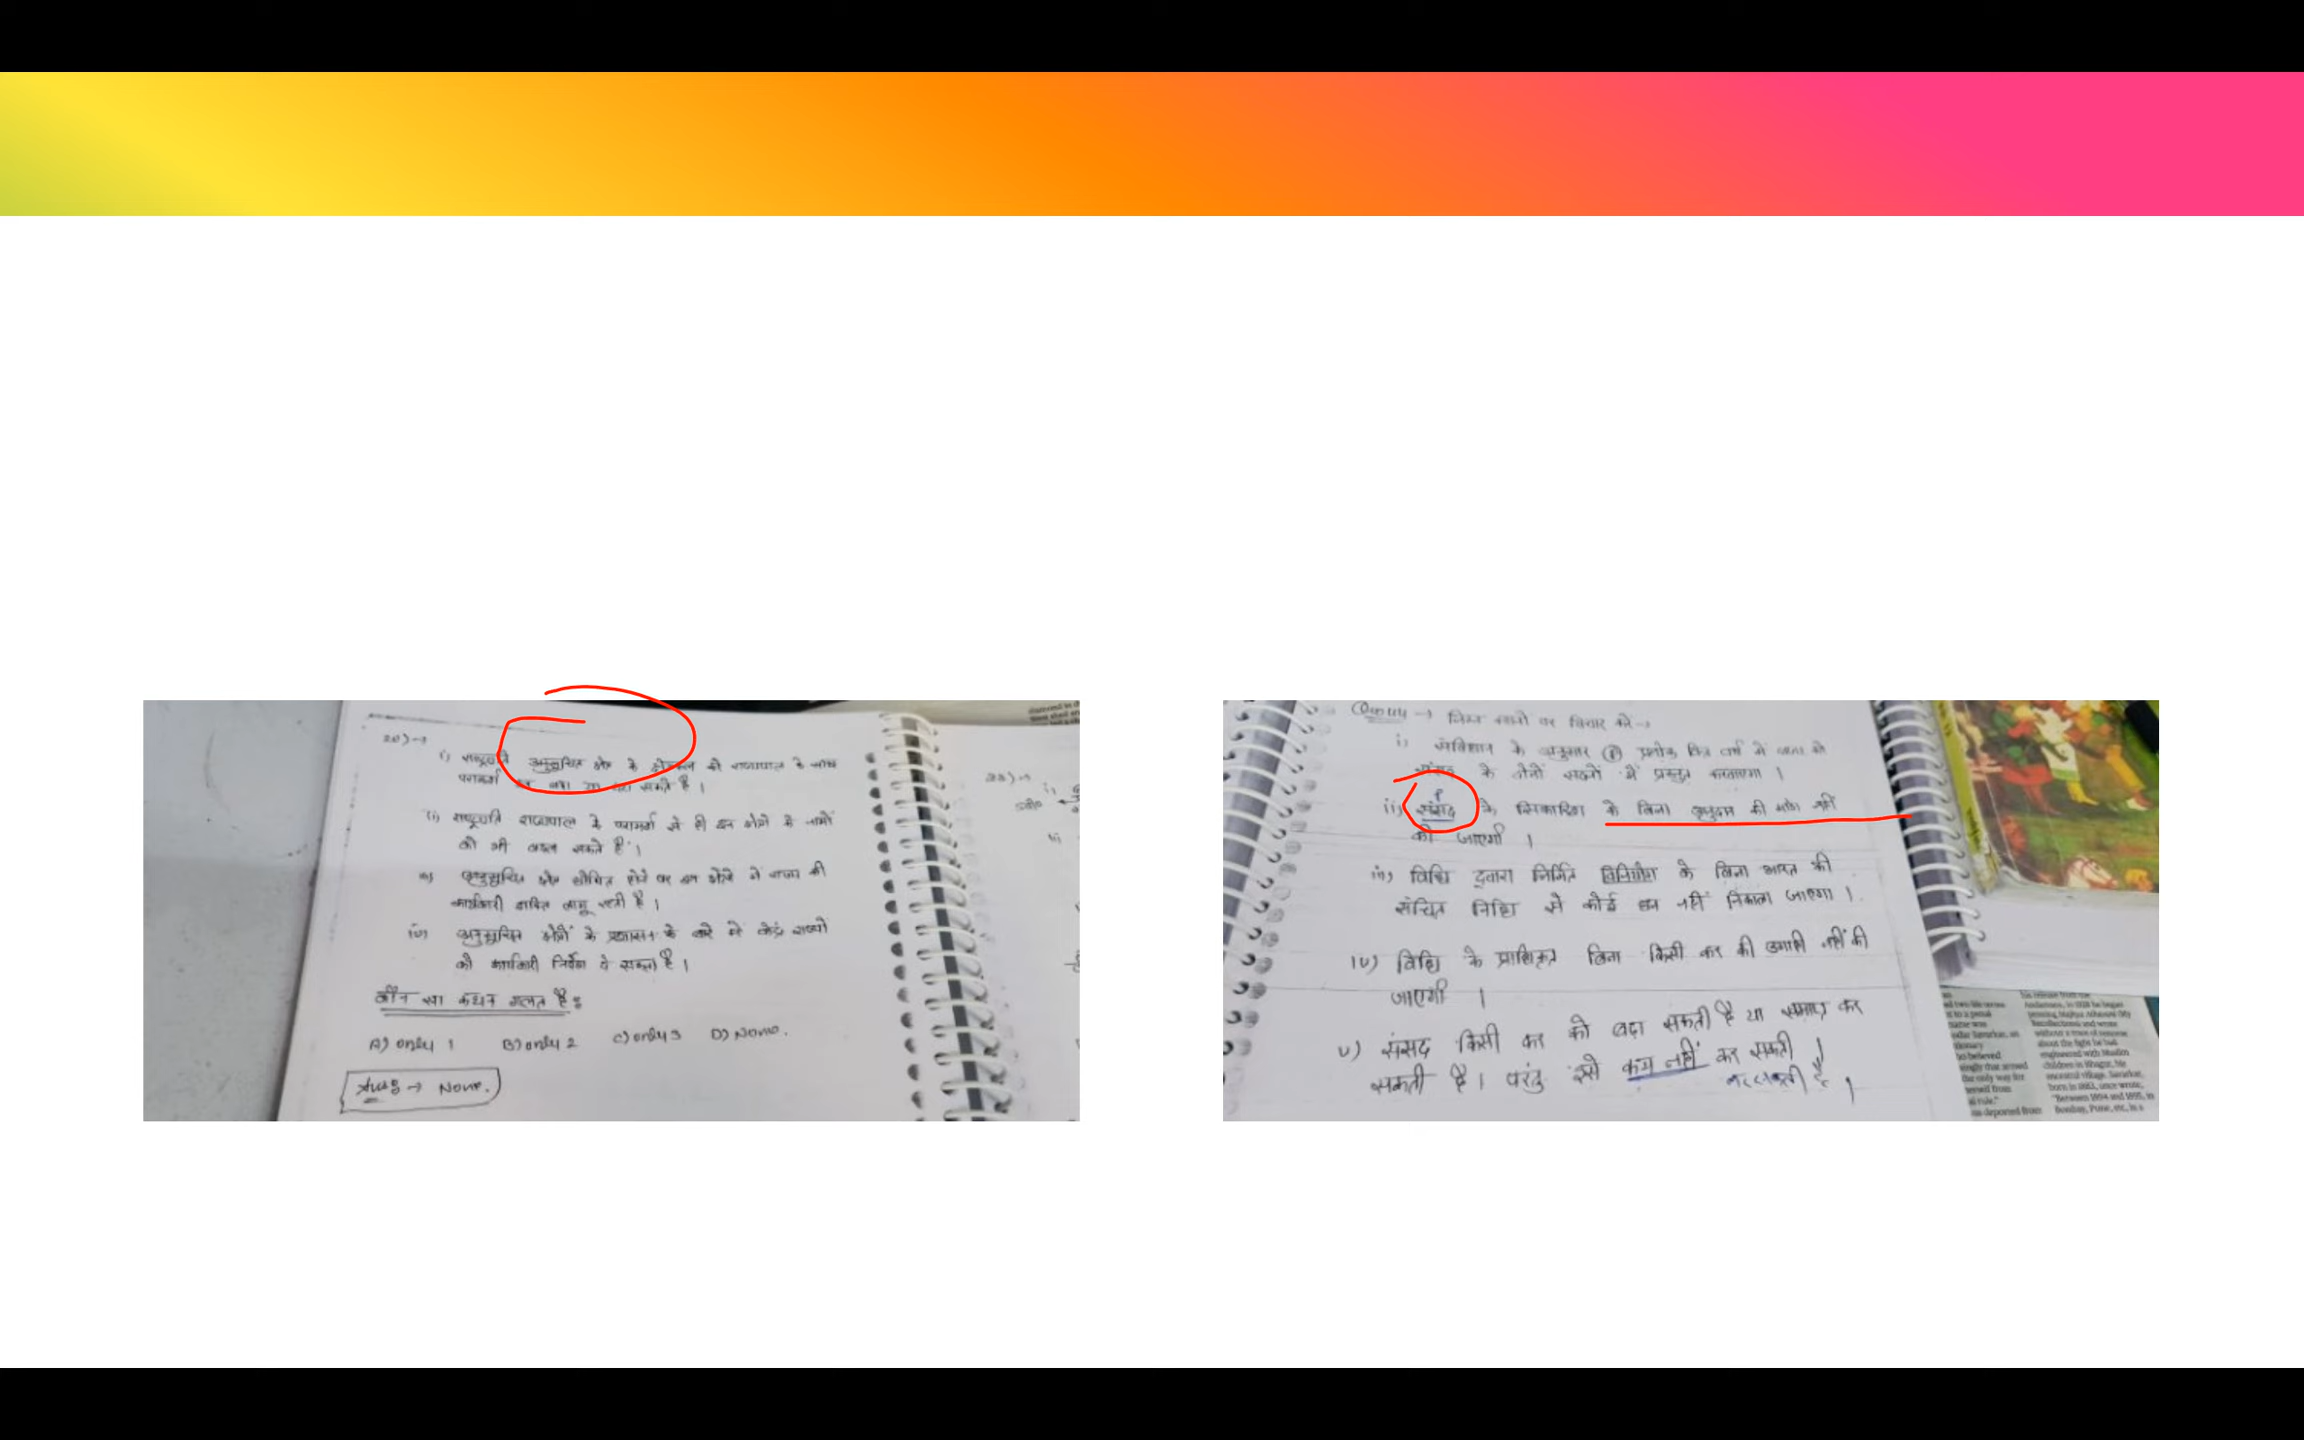 20)→
i) राष्ट्रपति अनुसूचित क्षेत्र के क्षेत्रफल को राज्यपाल के साथ
परामर्श कर बढ़ा या घटा सकते है ।
ii) राष्ट्रपति राज्यपाल के परामर्श से ही इन क्षेत्रों के नामों
को भी बदल सकते हैं ।
अनुसूचित क्षेत्र घोषित होने पर इन क्षेत्रों में राज्य की
कार्यकारी शक्ति लागू रहती है ।
iv) अनुसूचित क्षेत्रों के प्रशासन के बारे में केंद्र राज्यों
को कार्यकारी निर्देश दे सकता है ।
कौन सा कथन गलत है:
A) only 1 B) only 2 C) only 3 D) None.
Ans → None.
→ निम्न कथनों पर विचार करे →
i) संविधान के अनुसार P प्रत्येक वित्त वर्ष में
संसद के दोनों सदनों में प्रस्तुत करवाएगा ।
P
ii) संसद के सिफारिश के बिना अनुदान की मांग नहीं
की जाएगी ।
iii) विधि द्वारा निर्मित विनियोग के बिना भारत की
संचित निधि से कोई धन नहीं निकाला जाएगा ।
iv) विधि के प्राधिकृत बिना किसी कर की उगाही नहीं की
जाएगी ।
v) संसद किसी कर को बढ़ा सकती है या समाप्त कर
सकती है । परंतु इसे कम नहीं कर सकती ।
कर सकती है ।